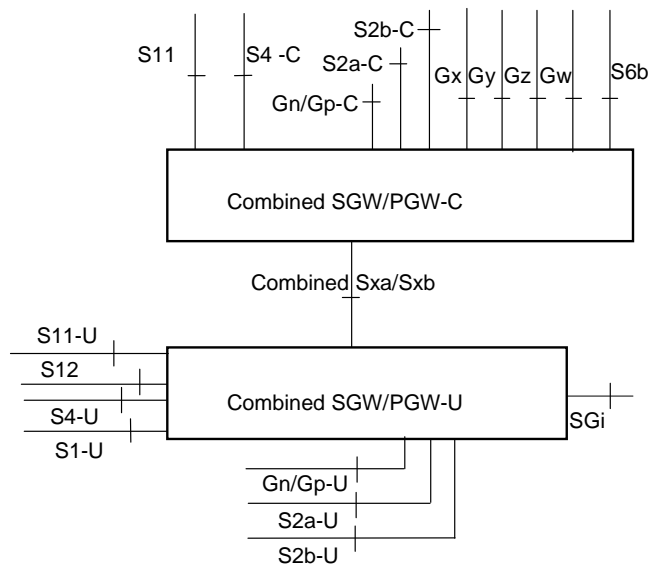 S2b-C
S11
S4 -C
S2a-C
Gx Gy Gz Gw S6b
Gn/Gp-C
Combined SGW/PGW-C
Combined Sxa/Sxb
S11-U
S12
Combined SGW/PGW-U
S4-U
SGi
S1-U
Gn/Gp-U
S2a-U
S2b-U